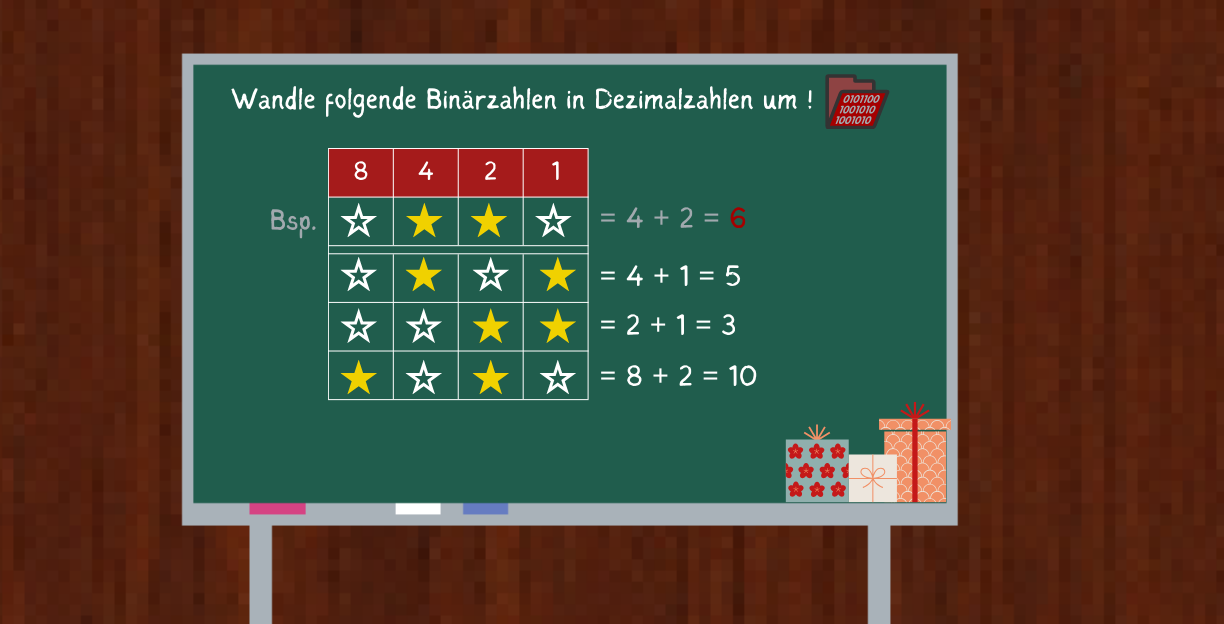 Wandle folgende Binärzahlen in Dezimalzahlen um !
0101100
1001010
1001010
8 4 2 1
Bsp. = 4 + 2 = 6
= 4 + 1 = 5
= 2 + 1 = 3
= 8 + 2 = 10